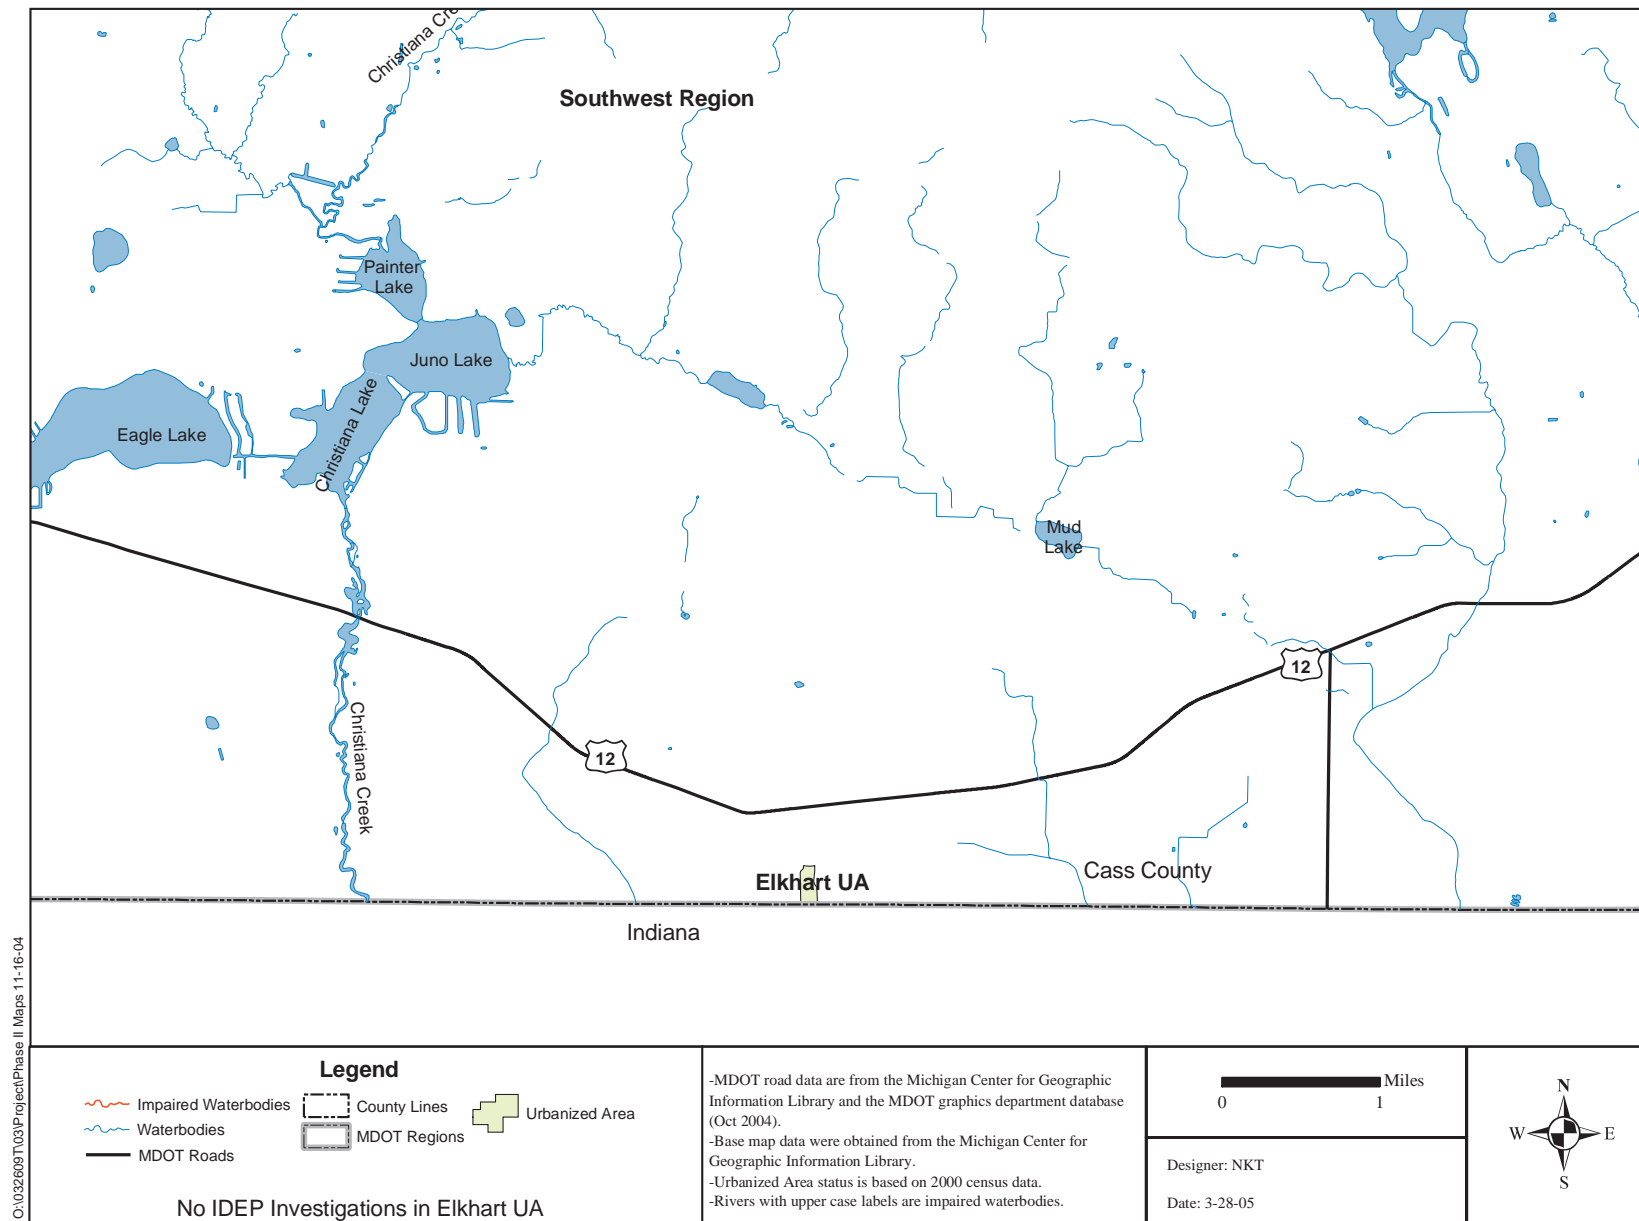 Christiana Cre
Southwest Region
Painter
Lake
Juno Lake
Christiana Lake
Eagle Lake
Mud
Lake
12
12
Christiana Creek
Cass County
Elkhart UA
Indiana
O:\032609T\03\Project\Phase II Maps 11-16-04
Legend
Impaired Waterbodies
Waterbodies
MDOT Roads
County Lines
MDOT Regions
Urbanized Area
No IDEP Investigations in Elkhart UA
-MDOT road data are from the Michigan Center for Geographic
Information Library and the MDOT graphics department database
(Oct 2004).
-Base map data were obtained from the Michigan Center for
Geographic Information Library.
-Urbanized Area status is based on 2000 census data.
-Rivers with upper case labels are impaired waterbodies.
Miles
0 1
Designer: NKT
Date: 3-28-05
N
W E
S